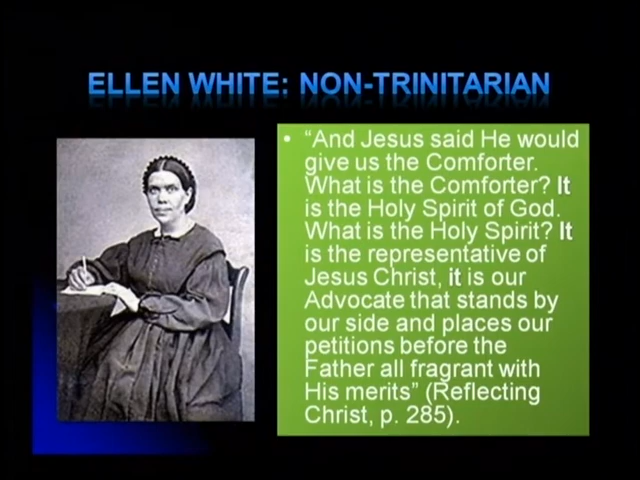 ELLEN WHITE: NON-TRINITARIAN
• “And Jesus said He would
give us the Comforter.
What is the Comforter? It
is the Holy Spirit of God.
What is the Holy Spirit? It
is the representative of
Jesus Christ, it is our
Advocate that stands by
our side and places our
petitions before the
Father all fragrant with
His merits” (Reflecting
Christ, p. 285).